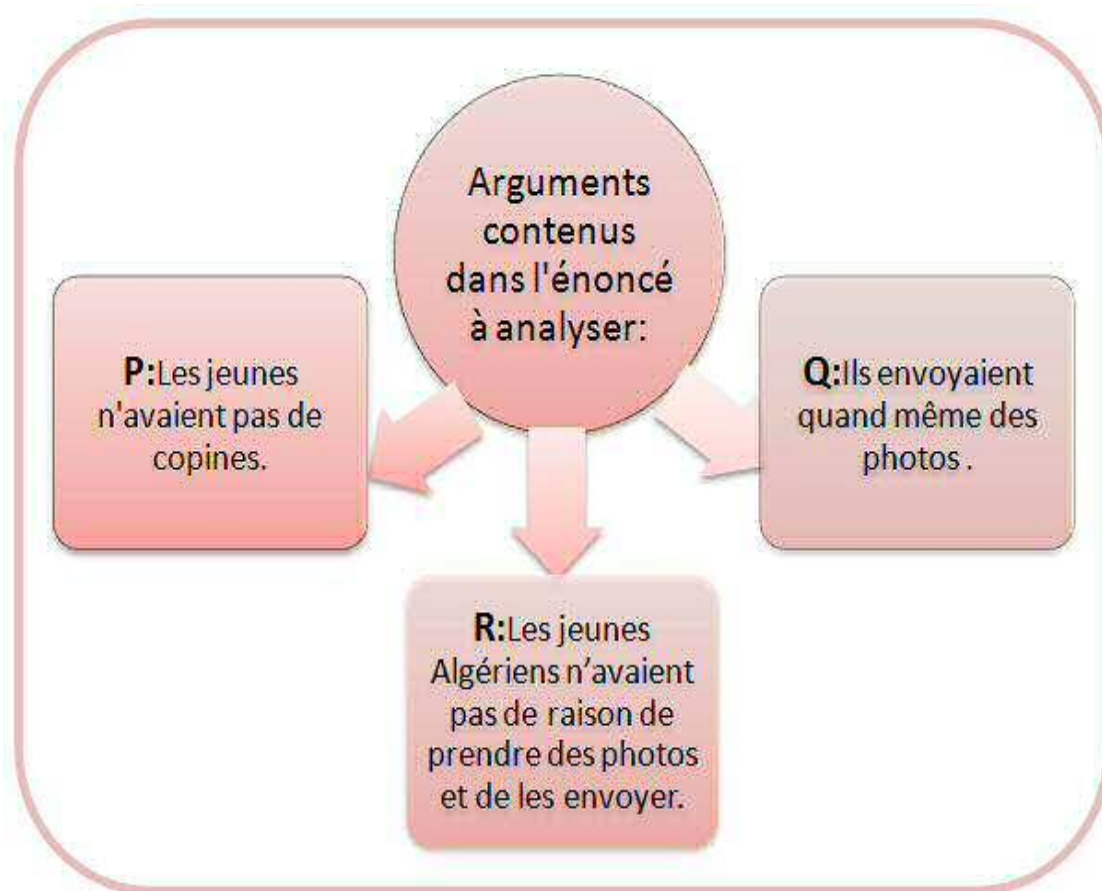 Arguments
contenus
dans l'énoncé
à analyser:
P:Les jeunes
n'avaient pas de
copines.
Q:Ils envoyaient
quand même des
photos .
R:Les jeunes
Algériens n’avaient
pas de raison de
prendre des photos
et de les envoyer.